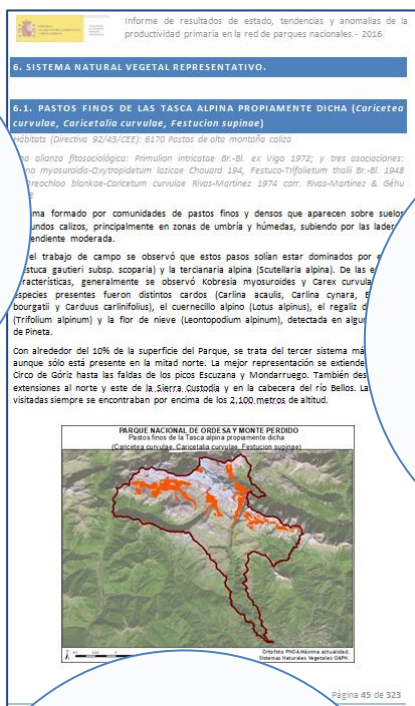 Informe de resultados de estado, tendencias y anomalías de la
productividad primaria en la red de parques nacionales.- 2016
6. SISTEMA NATURAL VEGETAL REPRESENTATIVO.
6.1. PASTOS FINOS DE LAS TASCA ALPINA PROPIAMENTE DICHA (Caricetea
curvulae, Caricetalia curvulae, Festucion supinae)
Hábitats (Directiva 92/43/CEE): 6170 Pastos de alta montaña caliza
alianza fitosociológica: Primulion intricatae Br.-Bl. ex Vigo 1972; y tres asociaciones:
myosuroidis-Oxytropidetum lazicae Chouard 194, Festuco-Trifolietum thalii Br.-Bl. 1948
Oreochloo blankae-Caricetum curvulae Rivas-Martínez 1974 corr. Rivas-Martínez & Géhu
ma formado por comunidades de pastos finos y densos que aparecen sobre suelos
undos calizos, principalmente en zonas de umbría y húmedas, subiendo por las lader
endiente moderada.
el trabajo de campo se observó que estos pasos solían estar dominados por e
estuca gautieri subsp. scoparia) y la tercianaria alpina (Scutellaria alpina). De las e
aracterísticas, generalmente se observó Kobresia myosuroides y Carex curvula
especies presentes fueron distintos cardos (Carlina acaulis, Carlina cynara, E
bourgatii y Carduus carlinifolius), el cuernecillo alpino (Lotus alpinus), el regaliz d
(Trifolium alpinum) y la flor de nieve (Leontopodium alpinum), detectada en algun
de Pineta.
Con alrededor del 10% de la superficie del Parque, se trata del tercer sistema má
aunque sólo está presente en la mitad norte. La mejor representación se extiende
Circo de Góriz hasta las faldas de los picos Escuzana y Mondarruego. También des
extensiones al norte y este de la Sierra Custodia y en la cabecera del río Bellos. La
visitadas siempre se encontraban por encima de los 2.100 metros de altitud.
PARQUE NACIONAL DE ORDESA Y MONTE PERDIDO
Pastos finos de la Tasca alpina propiamente dicha
(Caricetea curvulae, Caricetalia curvulae, Festucion supinae)
Ortofoto PNOA Máxima actualidad.
Sistemas Naturales Vegetales OAPN.
Página 45 de 323